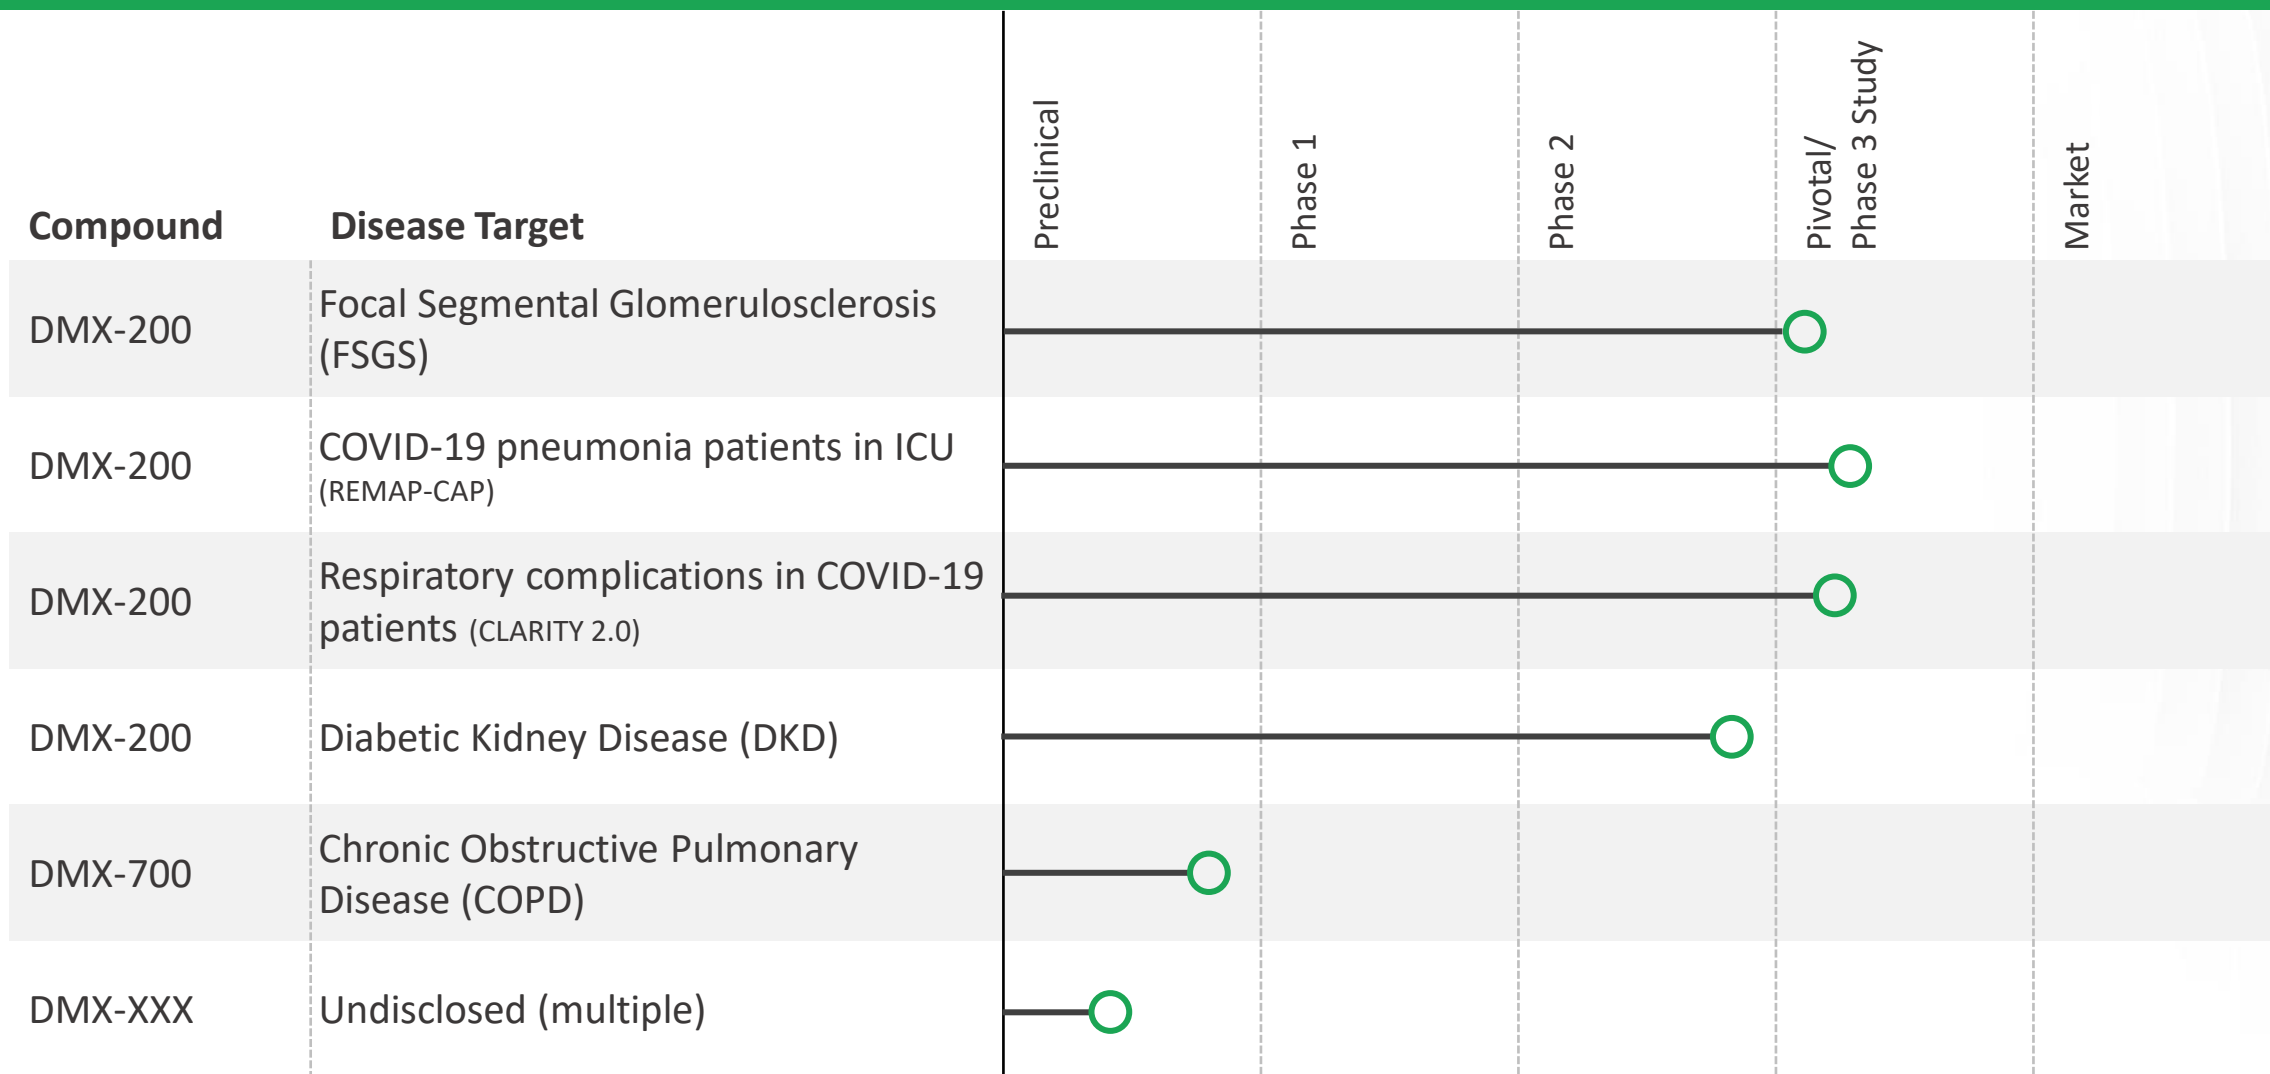 Compound
Disease Target
Preclinical
Phase 1
Phase 2
Pivotal/
Phase 3 Study
Market
DMX-200
Focal Segmental Glomerulosclerosis
(FSGS)
DMX-200
COVID-19 pneumonia patients in ICU
(REMAP-CAP)
DMX-200
Respiratory complications in COVID-19
patients (CLARITY 2.0)
DMX-200
Diabetic Kidney Disease (DKD)
DMX-700
Chronic Obstructive Pulmonary
Disease (COPD)
DMX-XXX
Undisclosed (multiple)